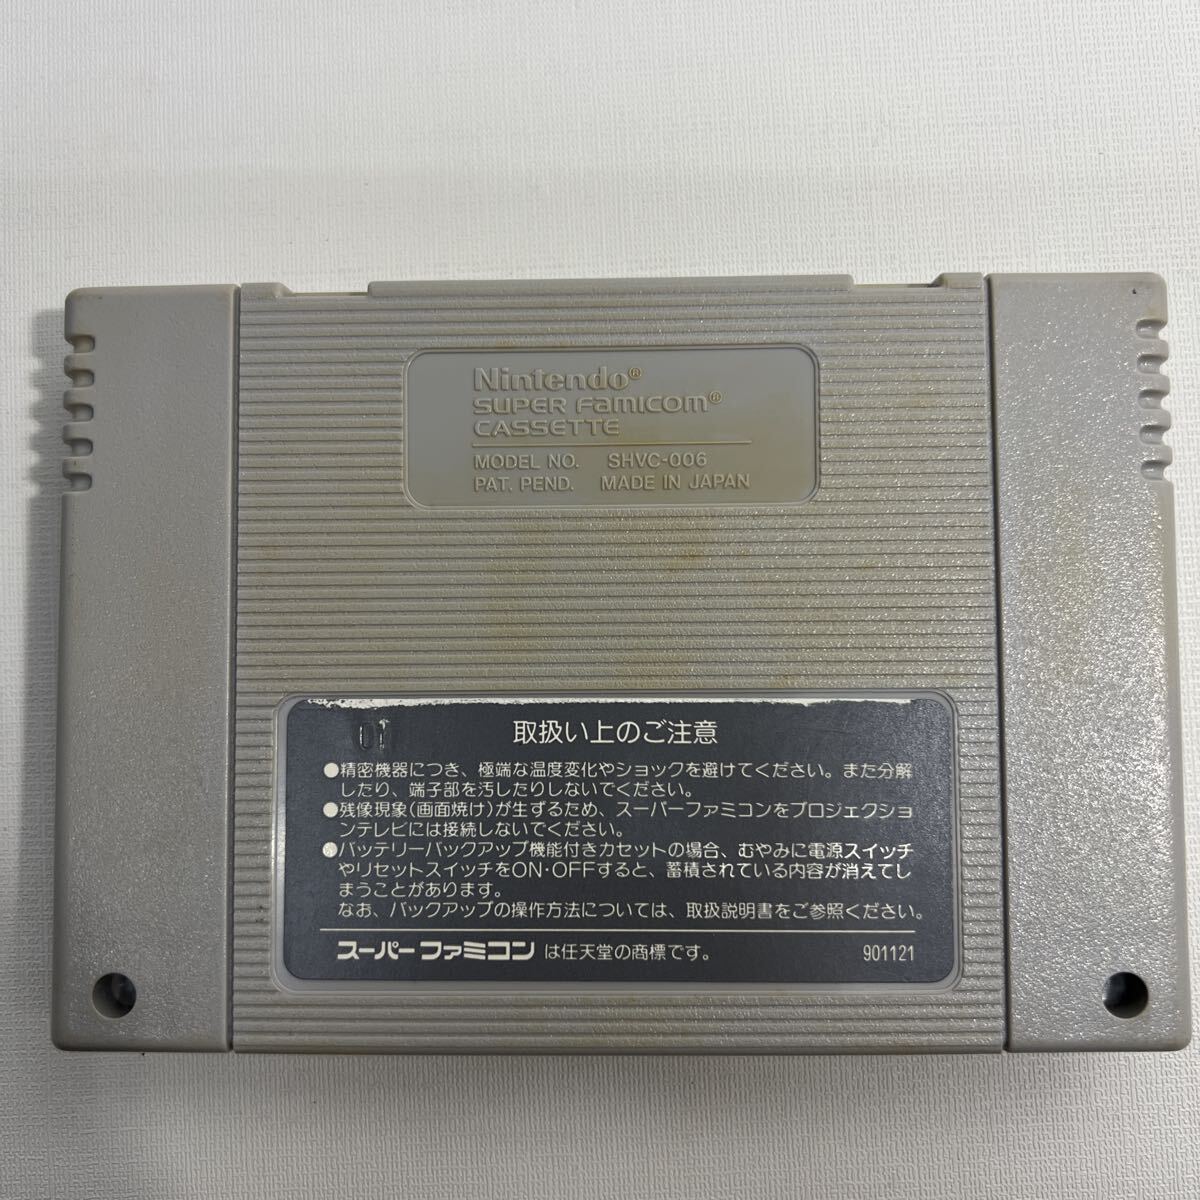 Nintendo®
SUPER FAMICOM®
CASSETTE
MODEL NO. SHVC-006
PAT. PEND. MADE IN JAPAN
01
取扱い上のご注意
●精密機器につき、極端な温度変化やショックを避けてください。また分解
したり、端子部を汚したりしないでください。
●残像現象(画面焼け)が生ずるため、スーパーファミコンをプロジェクショ
ンテレビには接続しないでください。
●バッテリーバックアップ機能付きカセットの場合、むやみに電源スイッチ
やリセットスイッチをON・OFFすると、蓄積されている内容が消えてし
まうことがあります。
なお、バックアップの操作方法については、取扱説明書をご参照ください。
スーパーファミコン は任天堂の商標です。 901121